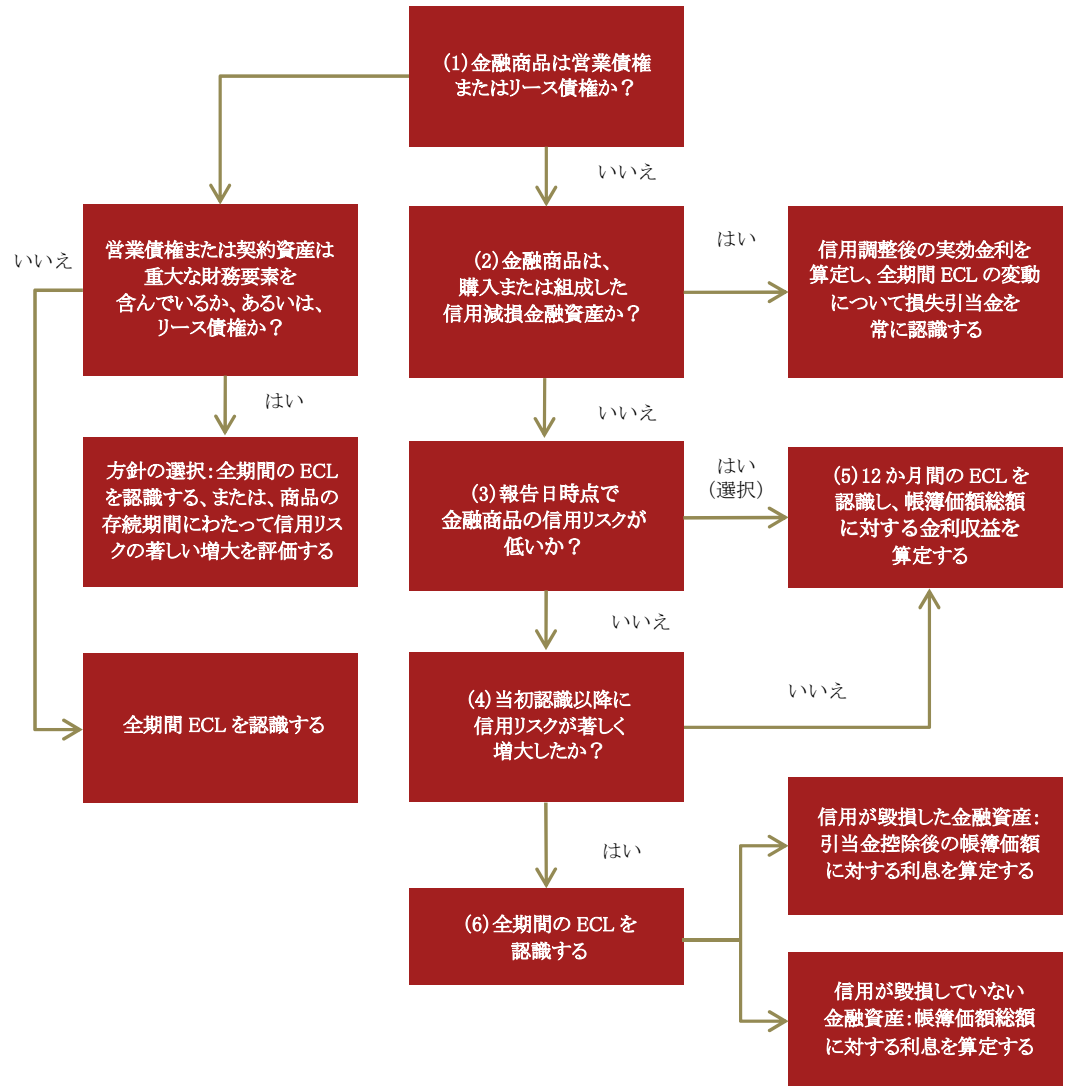 (1)金融商品は営業債権
またはリース債権か？
いいえ
いいえ
営業債権または契約資産は
重大な財務要素を
含んでいるか、あるいは、
リース債権か？
(2)金融商品は、
購入または組成した
信用減損金融資産か？
はい
信用調整後の実効金利を
算定し、全期間 ECL の変動
について損失引当金を
常に認識する
はい
いいえ
方針の選択：全期間の ECL
を認識する、または、商品の
存続期間にわたって信用リス
クの著しい増大を評価する
(3)報告日時点で
金融商品の信用リスクが
低いか？
はい
(選択)
(5)12 か月間の ECL を
認識し、帳簿価額総額
に対する金利収益を
算定する
いいえ
全期間 ECL を認識する
(4)当初認識以降に
信用リスクが著しく
増大したか？
いいえ
はい
信用が毀損した金融資産：
引当金控除後の帳簿価額
に対する利息を算定する
(6)全期間の ECL を
認識する
信用が毀損していない
金融資産：帳簿価額総額
に対する利息を算定する